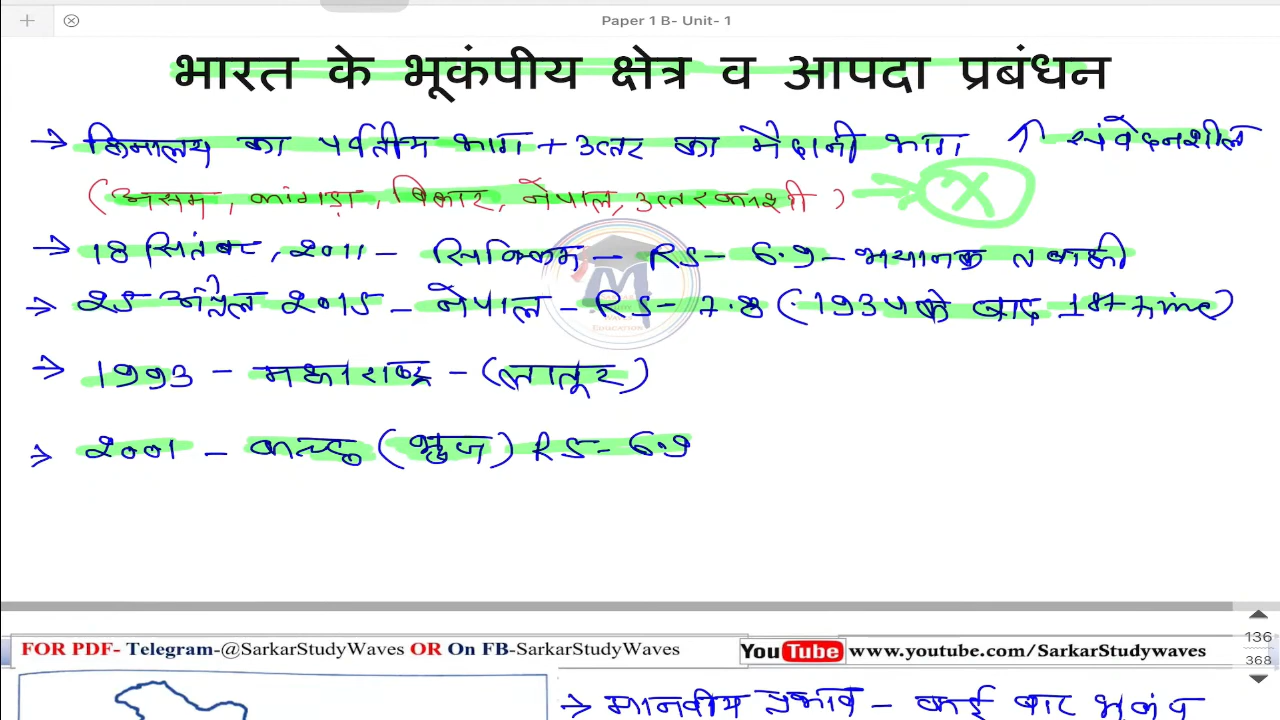 Paper 1 B- Unit- 1
भारत के भूकंपीय क्षेत्र व आपदा प्रबंधन
→ हिमालय का पर्वतीय भाग + उत्तर का मैदानी भाग ↑ संवेदनशील
(असम, कांगड़ा, बिहार, नेपाल, उत्तरकाशी) → X
→ 18 सितंबर, 2011 - सिक्किम - RS - 6.9 - भयानक तबाही
→ 25 अप्रैल 2015 - नेपाल - RS - 7.8 (1934 के बाद 1st time)
→ 1993 - महाराष्ट्र - (लातूर)
→ 2001 - कच्छ (भुज) RS - 6.9
EDUCATION
136
368
FOR PDF- Telegram-@SarkarStudyWaves OR On FB-SarkarStudyWaves
YouTube www.youtube.com/SarkarStudywaves
→ मानवीय प्रभाव - कई बार भूकंप